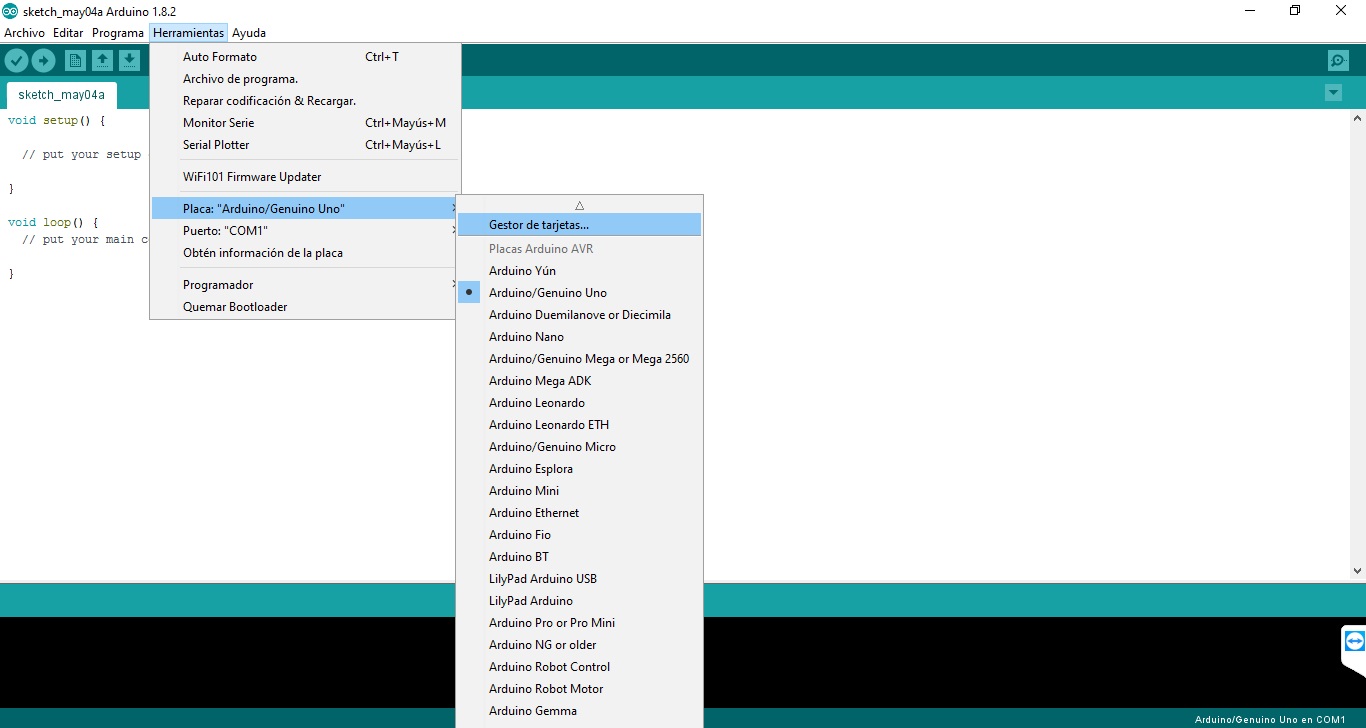 sketch_may04a Arduino 1.8.2
Archivo Editar Programa Herramientas Ayuda
Auto Formato Ctrl+T
Archivo de programa.
Reparar codificación & Recargar.
Monitor Serie Ctrl+Mayús+M
Serial Plotter Ctrl+Mayús+L
WiFi101 Firmware Updater
Placa: "Arduino/Genuino Uno"
Puerto: "COM1"
Obtén información de la placa
Programador
Quemar Bootloader
sketch_may04a
void setup() {
// put your setup
}
void loop() {
// put your main c
}
Gestor de tarjetas...
Placas Arduino AVR
Arduino Yún
Arduino/Genuino Uno
Arduino Duemilanove or Diecimila
Arduino Nano
Arduino/Genuino Mega or Mega 2560
Arduino Mega ADK
Arduino Leonardo
Arduino Leonardo ETH
Arduino/Genuino Micro
Arduino Esplora
Arduino Mini
Arduino Ethernet
Arduino Fio
Arduino BT
LilyPad Arduino USB
LilyPad Arduino
Arduino Pro or Pro Mini
Arduino NG or older
Arduino Robot Control
Arduino Robot Motor
Arduino Gemma
Arduino/Genuino Uno en COM1